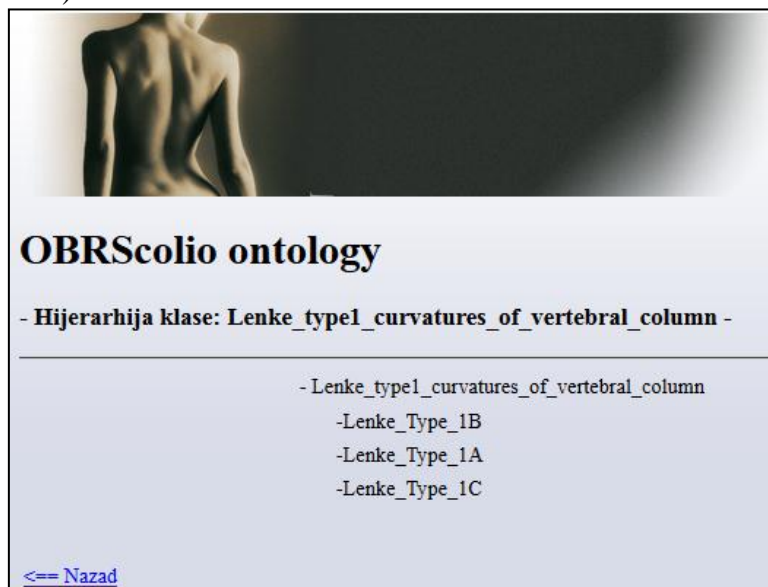 OBRScolio ontology
- Hijerarhija klase: Lenke_type1_curvatures_of_vertebral_column -
- Lenke_type1_curvatures_of_vertebral_column
-Lenke_Type_1B
-Lenke_Type_1A
-Lenke_Type_1C
<== Nazad